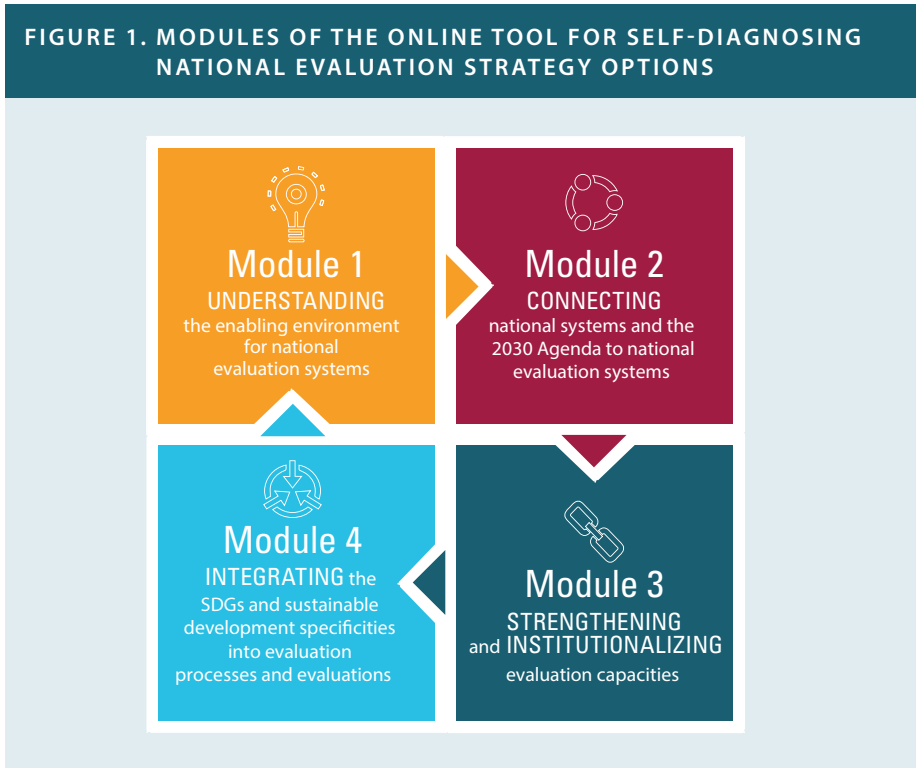 FIGURE 1. MODULES OF THE ONLINE TOOL FOR SELF-DIAGNOSING
NATIONAL EVALUATION STRATEGY OPTIONS
Module 1
UNDERSTANDING
the enabling environment
for national
evaluation systems
Module 2
CONNECTING
national systems and the
2030 Agenda to national
evaluation systems
Module 3
STRENGTHENING
and INSTITUTIONALIZING
evaluation capacities
Module 4
INTEGRATING the
SDGs and sustainable
development specificities
into evaluation
processes and evaluations